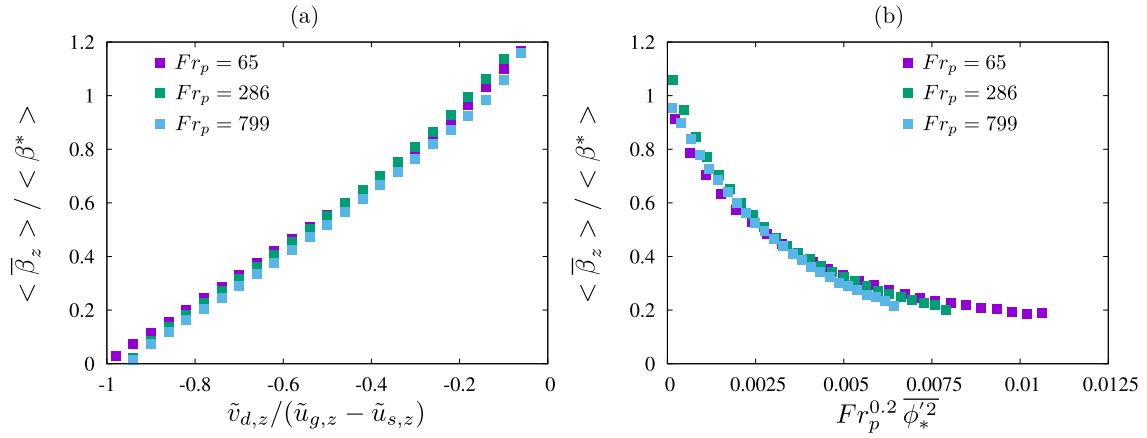 (a)
< β̅_z > / < β* >
1.2
1
0.8
0.6
0.4
0.2
0
Fr_p = 65
Fr_p = 286
Fr_p = 799
-1 -0.8 -0.6 -0.4 -0.2 0
ṽ_{d,z}/(ũ_{g,z} − ũ_{s,z})
(b)
< β̅_z > / < β* >
1.2
1
0.8
0.6
0.4
0.2
0
Fr_p = 65
Fr_p = 286
Fr_p = 799
0 0.0025 0.005 0.0075 0.01 0.0125
Fr_p^{0.2} \overline{ϕ_*^{'2}}